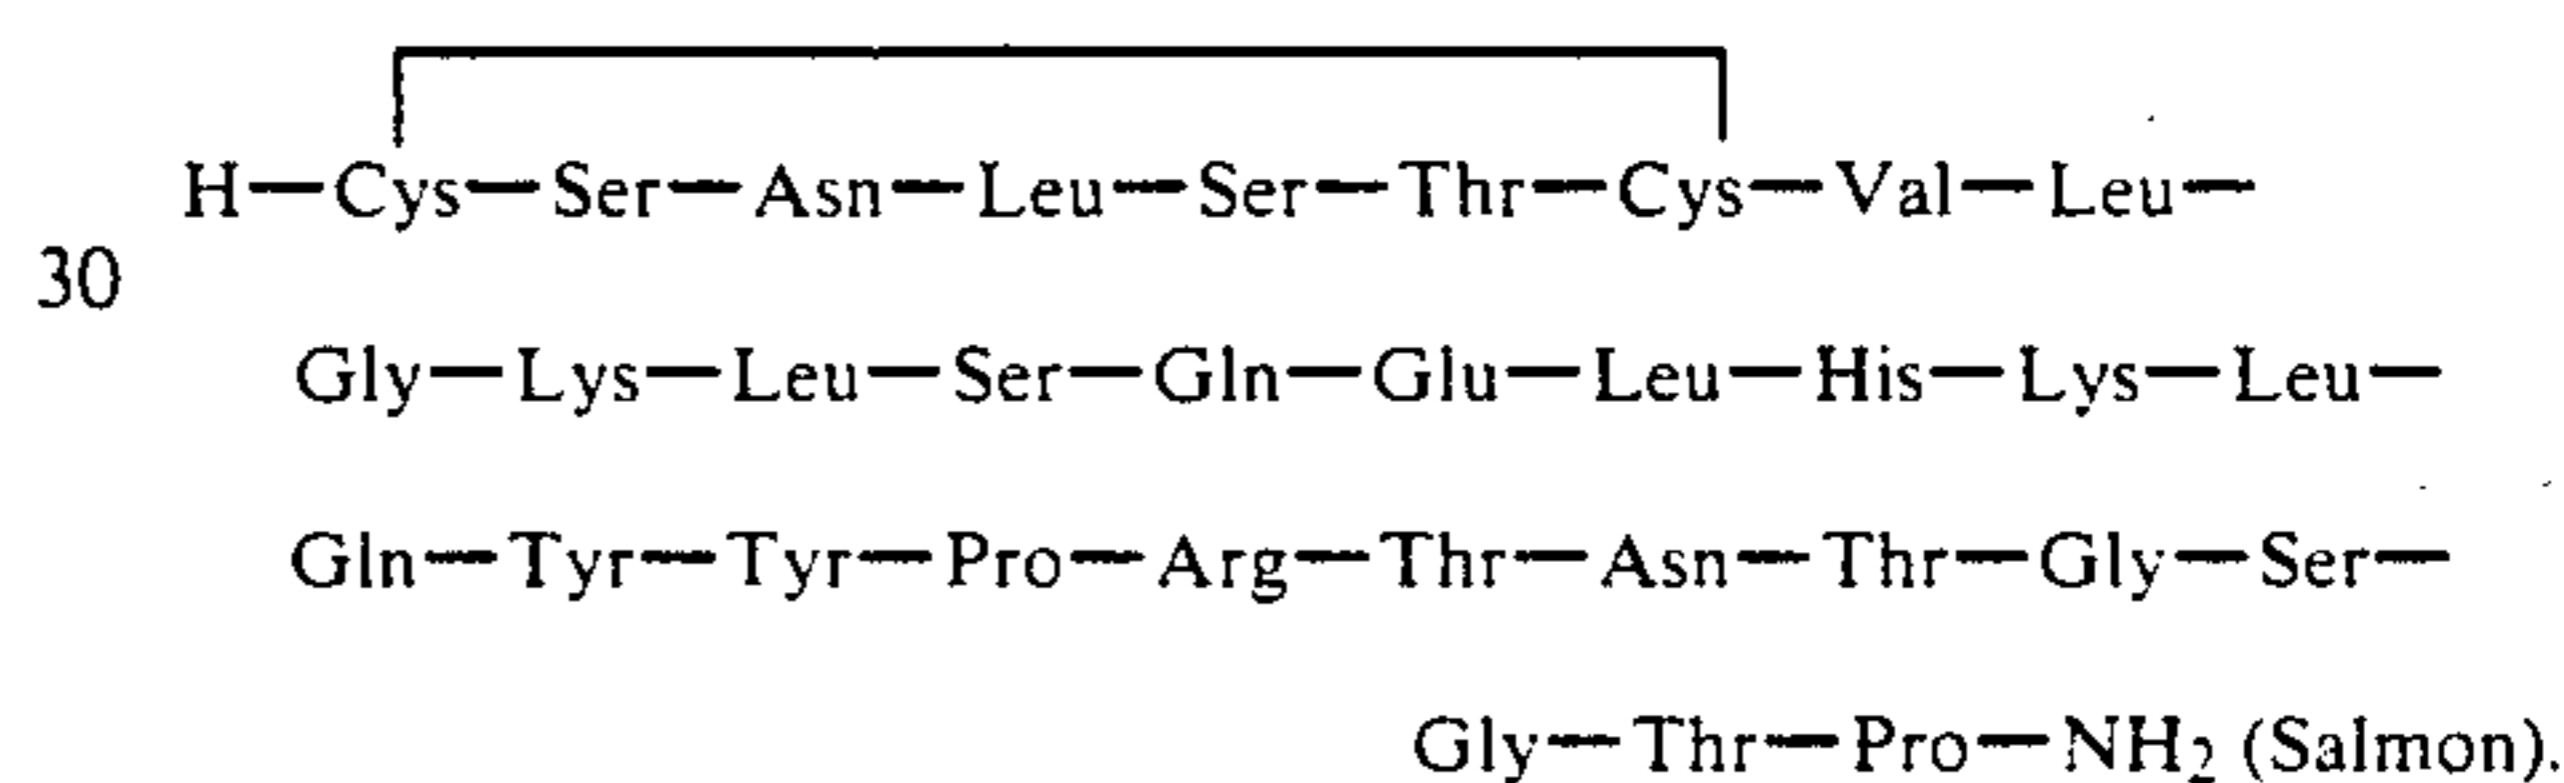 H—Cys—Ser—Asn—Leu—Ser—Thr—Cys—Val—Leu—
30
Gly—Lys—Leu—Ser—Gln—Glu—Leu—His—Lys—Leu—
Gln—Tyr—Tyr—Pro—Arg—Thr—Asn—Thr—Gly—Ser—
Gly—Thr—Pro—NH₂ (Salmon).